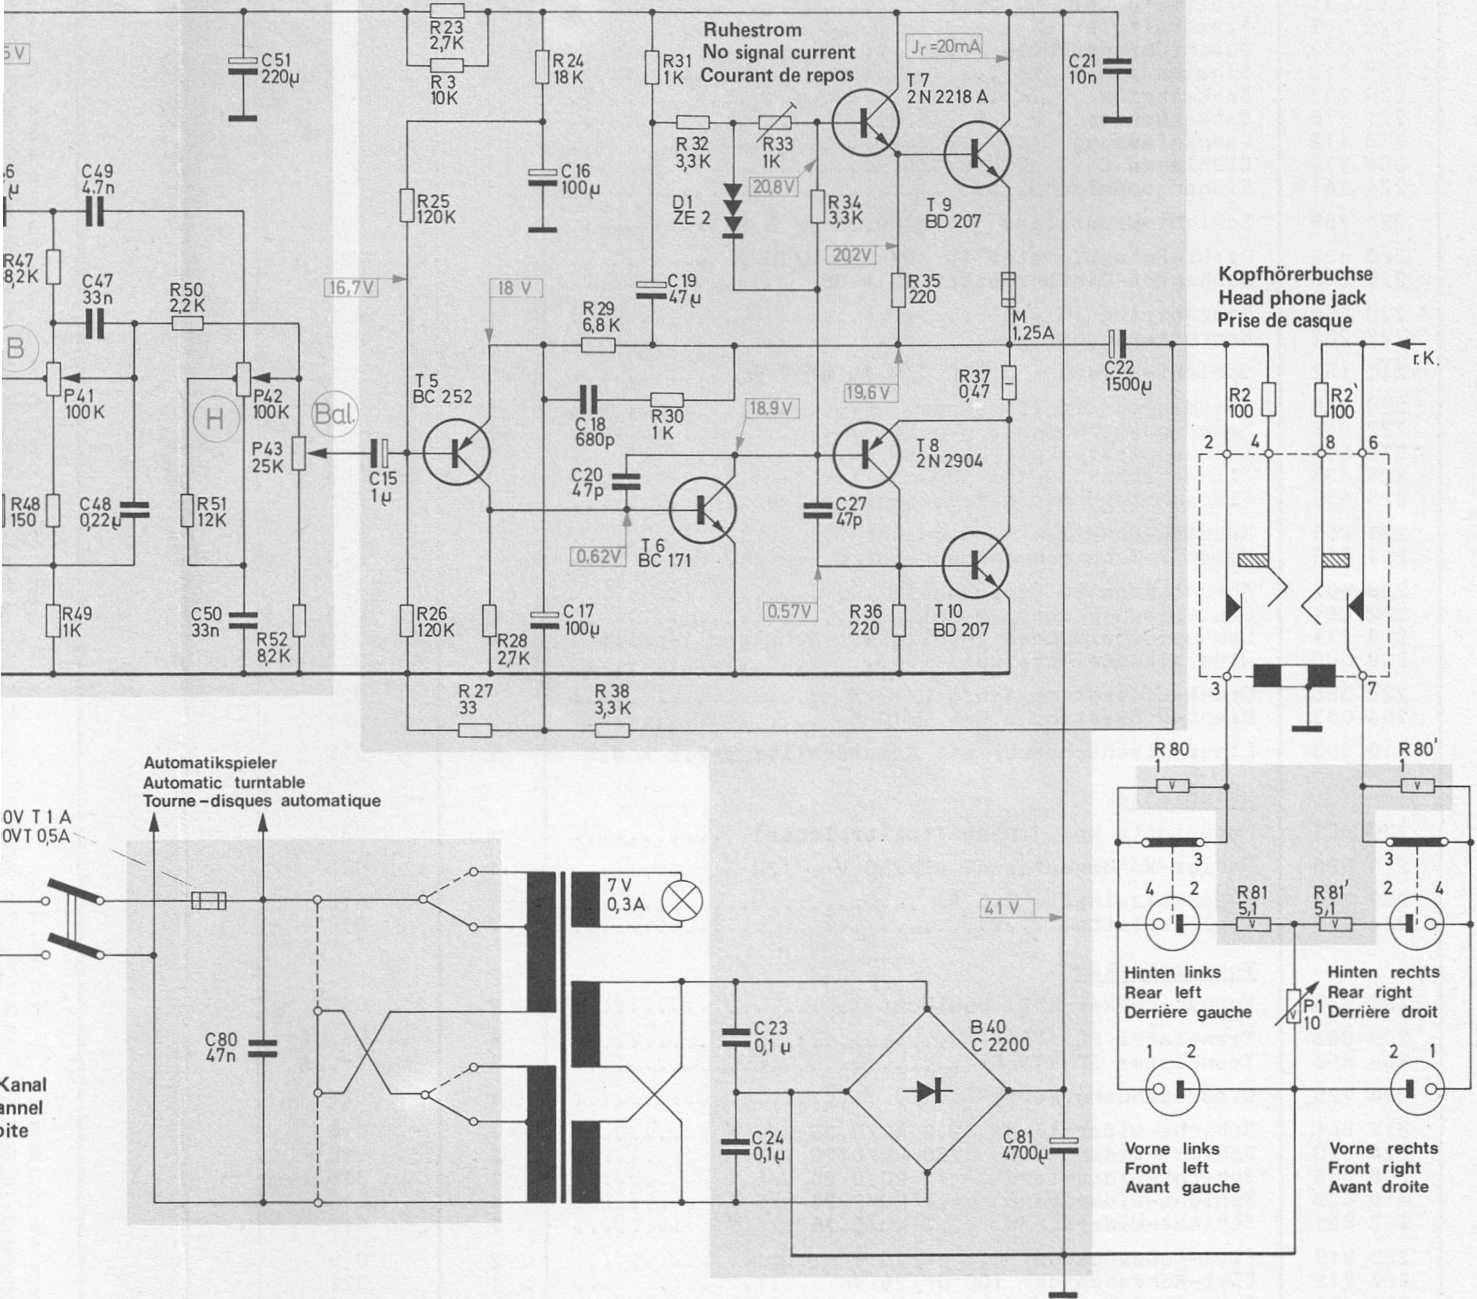 5V
C51
220µ
R23
2,7K
R3
10K
R24
18K
R31
1K
Ruhestrom
No signal current
Courant de repos
Jr =20mA
T7
2N 2218 A
C21
10n
C49
4,7n
C16
100µ
R32
3,3K
R33
1K
20,8V
R25
120K
D1
ZE 2
R34
3,3K
T9
BD 207
R47
8,2K
C47
33n
R50
2,2K
16,7V
18 V
C19
47µ
20,2V
R35
220
M
1,25A
Kopfhörerbuchse
Head phone jack
Prise de casque
r.K.
R29
6,8 K
B
P41
100K
H
P42
100K
Bal.
P43
25K
T5
BC 252
C18
680p
R30
1K
18,9V
19,6V
R37
0,47
C22
1500µ
R2
100
R2'
100
2
4
8
6
C15
1µ
C20
47p
T8
2N2904
R48
150
C48
0,22µ
R51
12K
0.62V
T6
BC 171
C27
47p
0,57V
R49
1K
C50
33n
R52
8,2K
R26
120K
R28
2,7K
C17
100µ
R36
220
T10
BD 207
3
7
R27
33
R38
3,3 K
Automatikspieler
Automatic turntable
Tourne-disques automatique
0V T 1 A
0VT 0,5A
R 80
1
R 80'
1
3
3
4
2
2
4
R81
5,1
R81'
5,1
7 V
0,3A
41 V
Hinten links
Rear left
Derrière gauche
Hinten rechts
Rear right
Derrière droit
P1
10
C80
47n
C23
0,1 µ
B 40
C 2200
C24
0,1µ
C81
4700µ
1
2
2
1
Kanal
annel
oite
Vorne links
Front left
Avant gauche
Vorne rechts
Front right
Avant droite